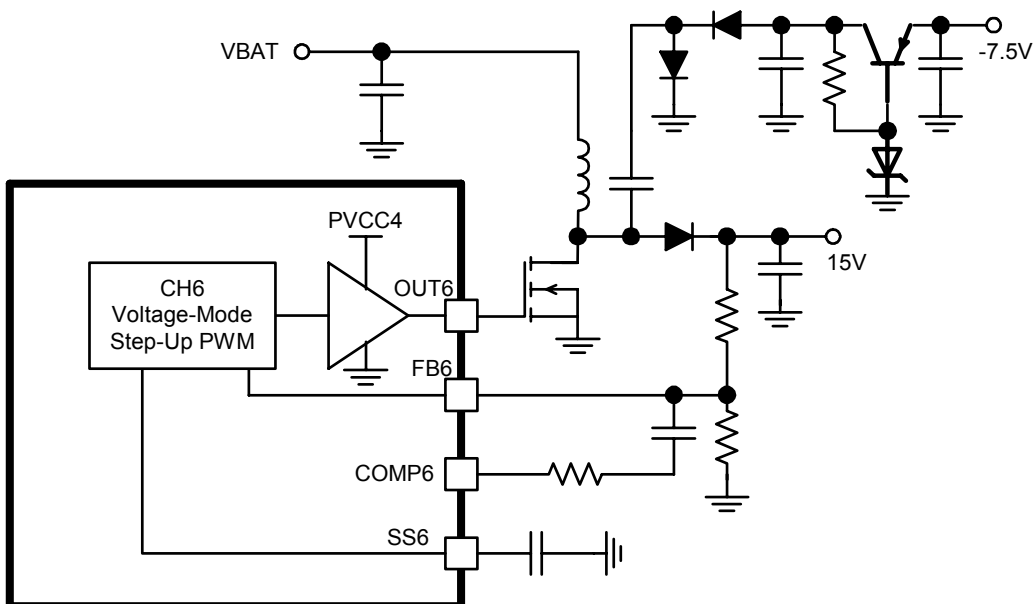 VBAT
-7.5V
PVCC4
15V
CH6
Voltage-Mode
Step-Up PWM
OUT6
FB6
COMP6
SS6